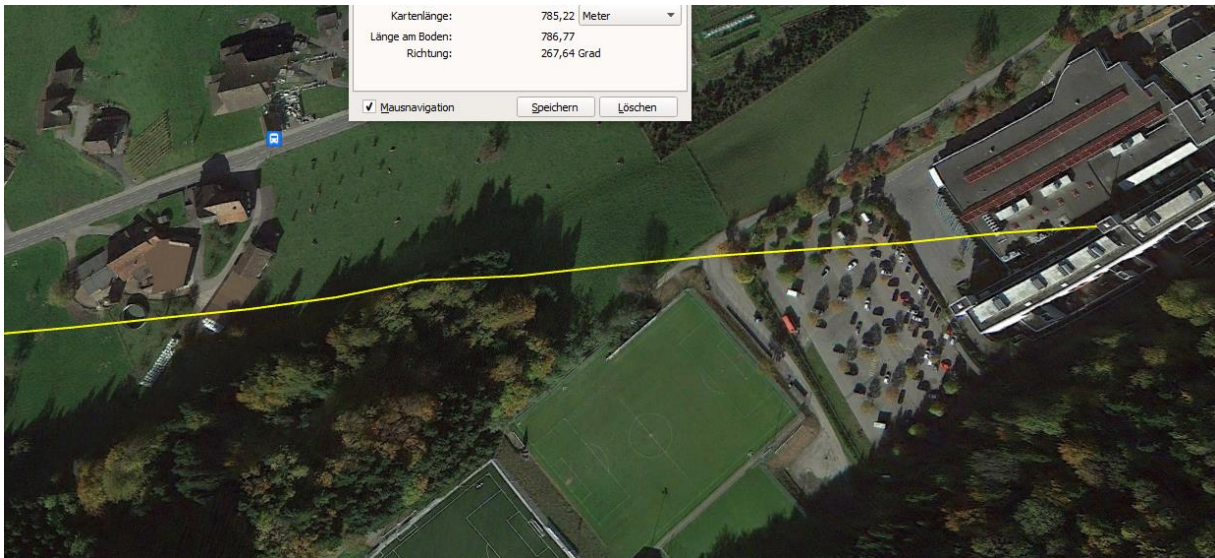 Kartenlänge: 785,22 Meter
Länge am Boden: 786,77
Richtung: 267,64 Grad
Mausnavigation Speichern Löschen